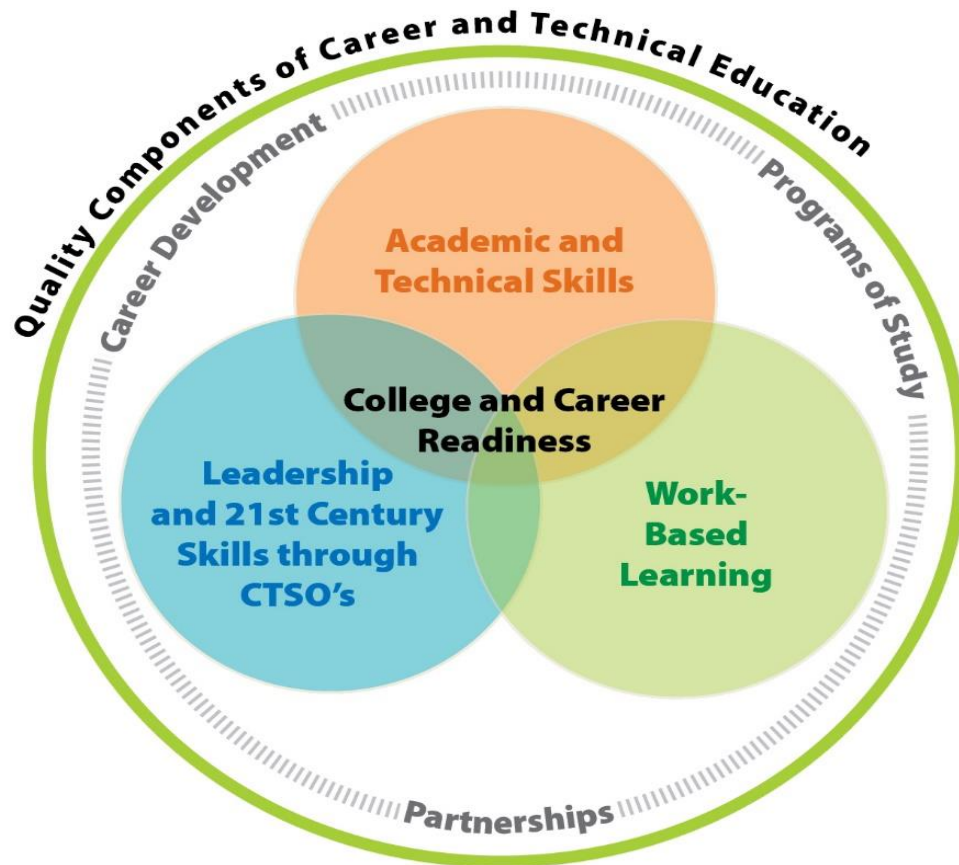 Quality Components of Career and Technical Education
Career Development
Programs of Study
Academic and
Technical Skills
College and Career
Readiness
Leadership
and 21st Century
Skills through
CTSO's
Work-
Based
Learning
Partnerships